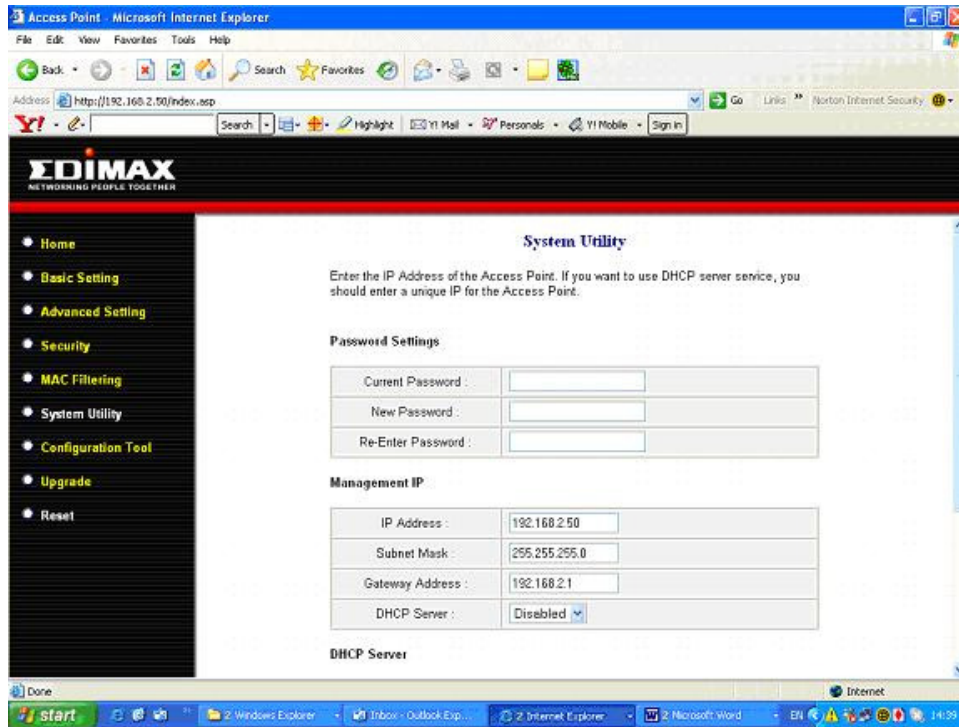 Access Point - Microsoft Internet Explorer
File Edit View Favorites Tools Help
Back Search Favorites
Address http://192.168.2.50/index.asp Go Links Norton Internet Security
Y! Search Highlight Y! Mail Personals Y! Mobile Sign in
EDIMAX
NETWORKING PEOPLE TOGETHER
Home
Basic Setting
Advanced Setting
Security
MAC Filtering
System Utility
Configuration Tool
Upgrade
Reset
System Utility
Enter the IP Address of the Access Point. If you want to use DHCP server service, you
should enter a unique IP for the Access Point.
Password Settings
Current Password :
New Password :
Re-Enter Password :
Management IP
IP Address : 192.168.2.50
Subnet Mask : 255.255.255.0
Gateway Address : 192.168.2.1
DHCP Server : Disabled
DHCP Server
Done Internet
start 2 Windows Explorer Inbox - Outlook Exp... 2 Internet Explorer 2 Microsoft Word EN 14:39